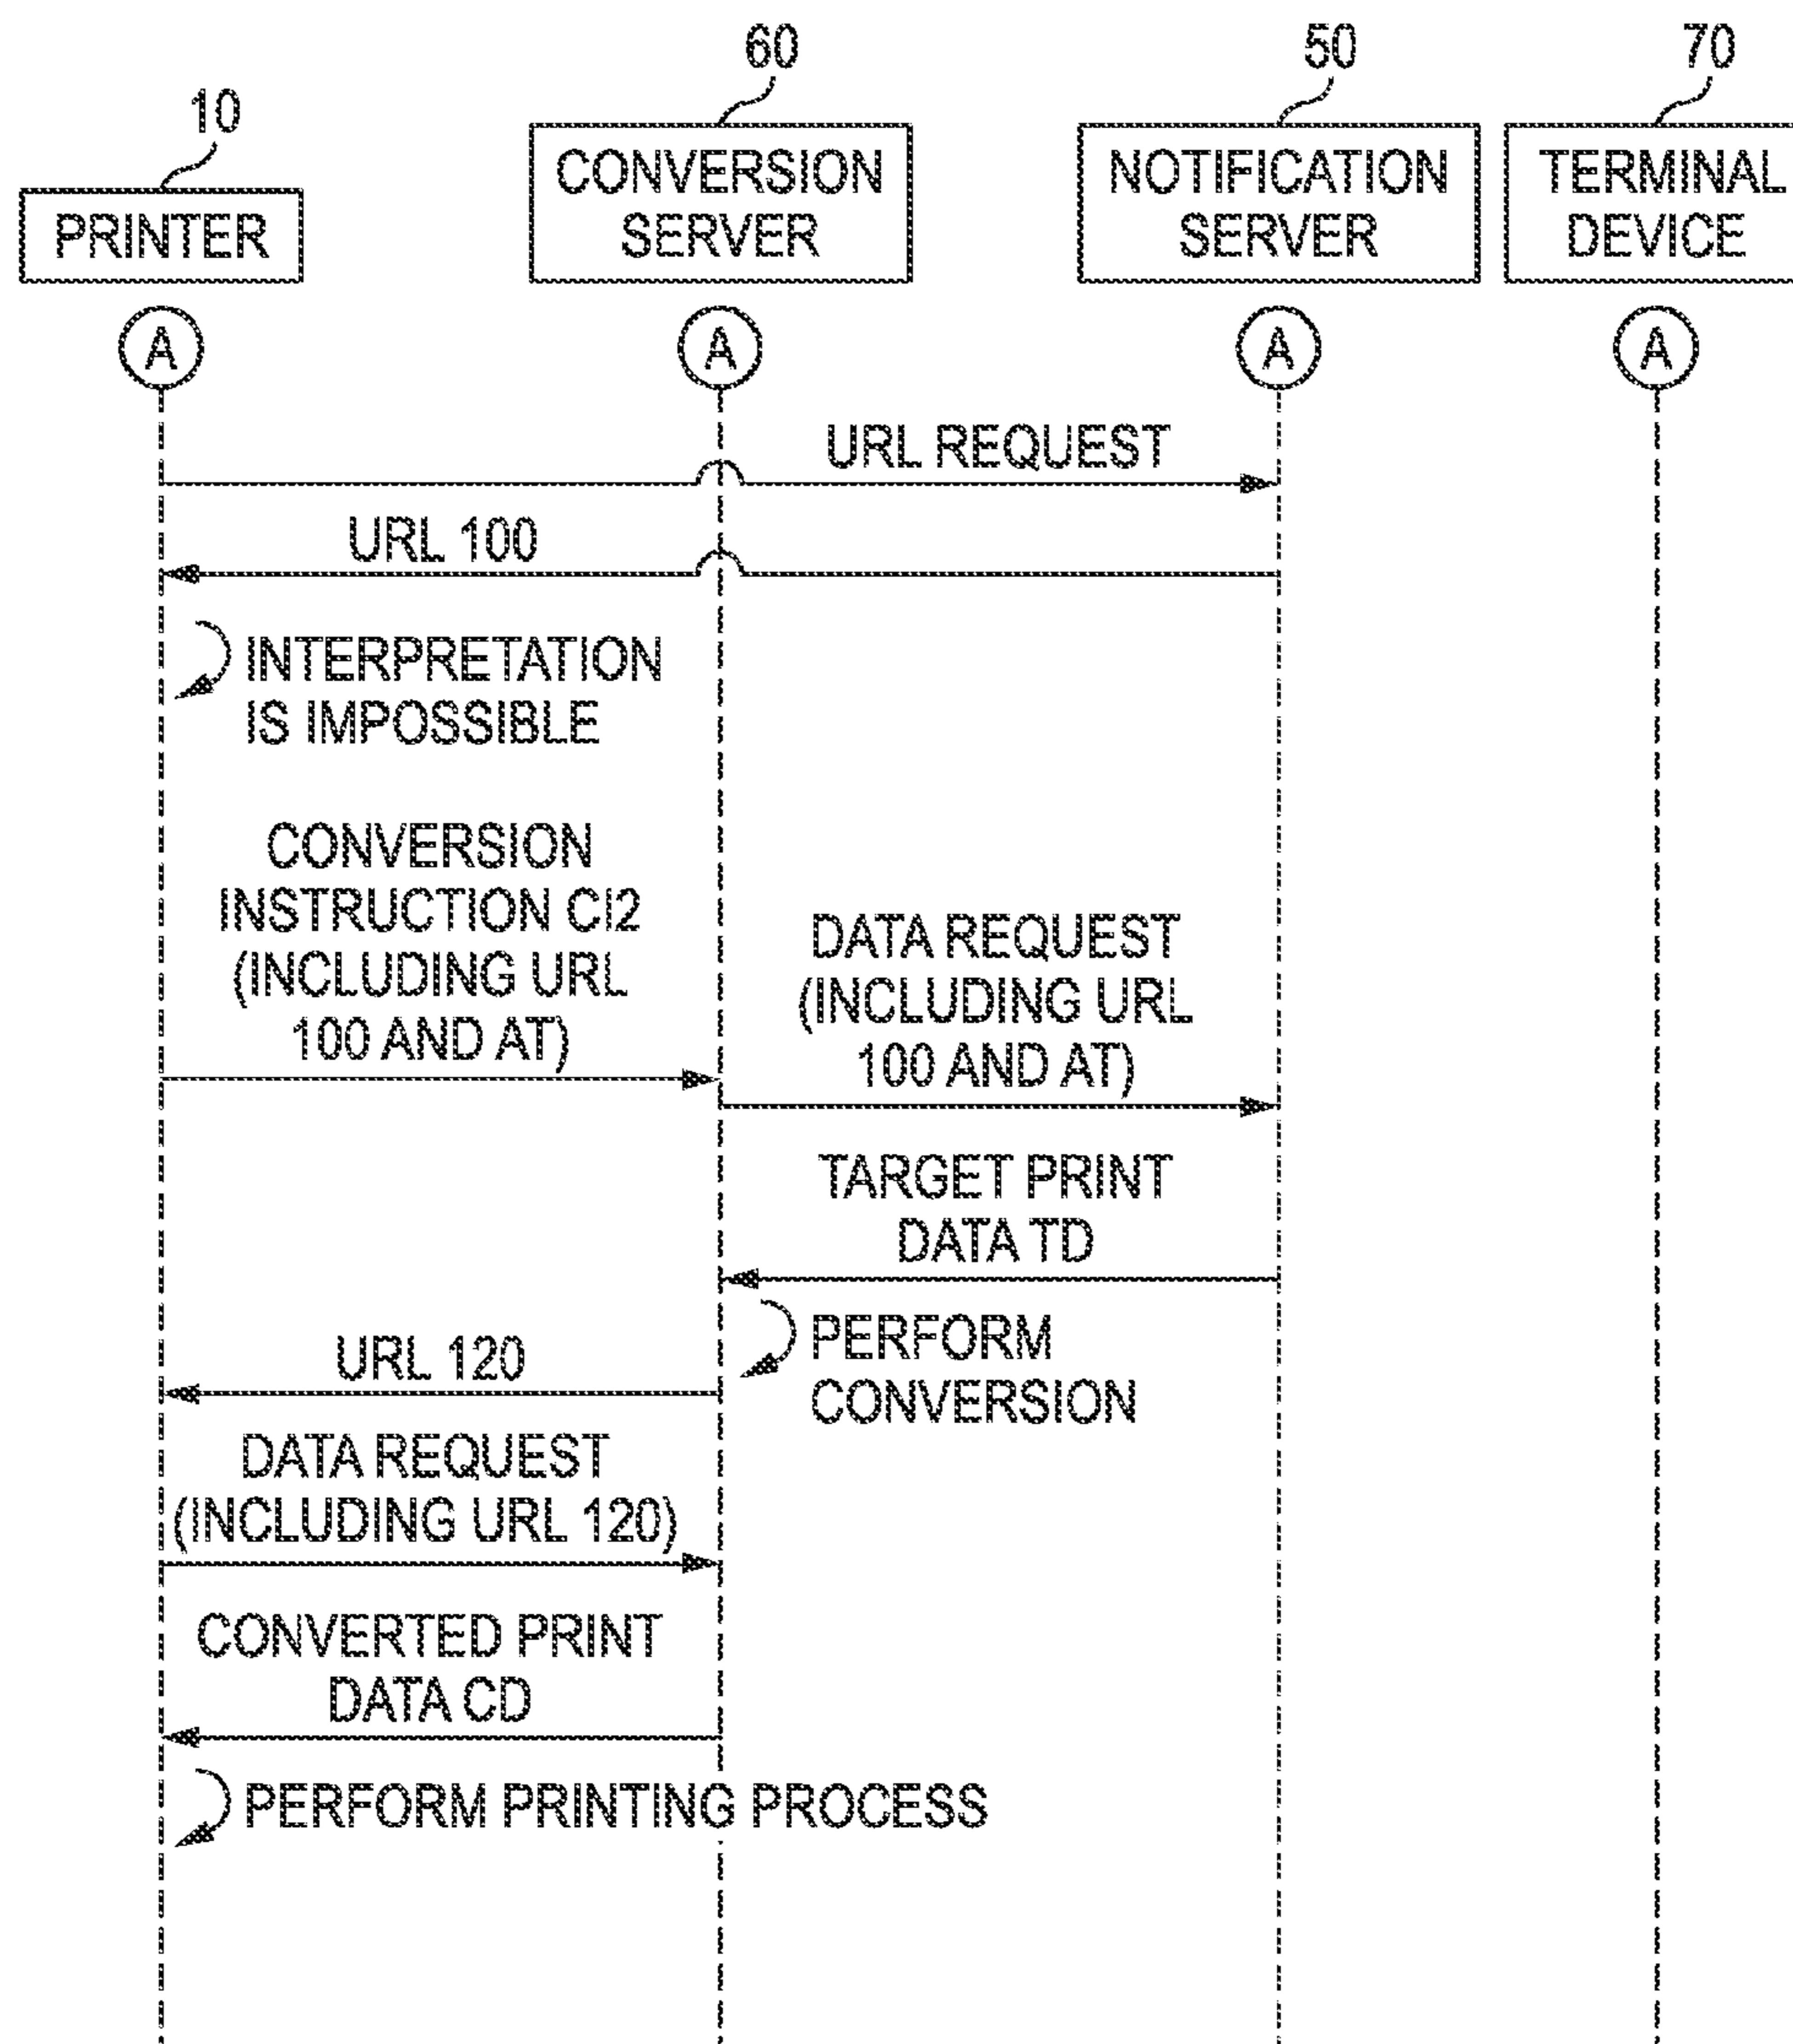 60
50
70
10
CONVERSION
SERVER
NOTIFICATION
SERVER
TERMINAL
DEVICE
PRINTER
A
A
A
A
URL REQUEST
URL 100
INTERPRETATION
IS IMPOSSIBLE
CONVERSION
INSTRUCTION CI2
(INCLUDING URL
100 AND AT)
DATA REQUEST
(INCLUDING URL
100 AND AT)
TARGET PRINT
DATA TD
PERFORM
CONVERSION
URL 120
DATA REQUEST
(INCLUDING URL 120)
CONVERTED PRINT
DATA CD
PERFORM PRINTING PROCESS